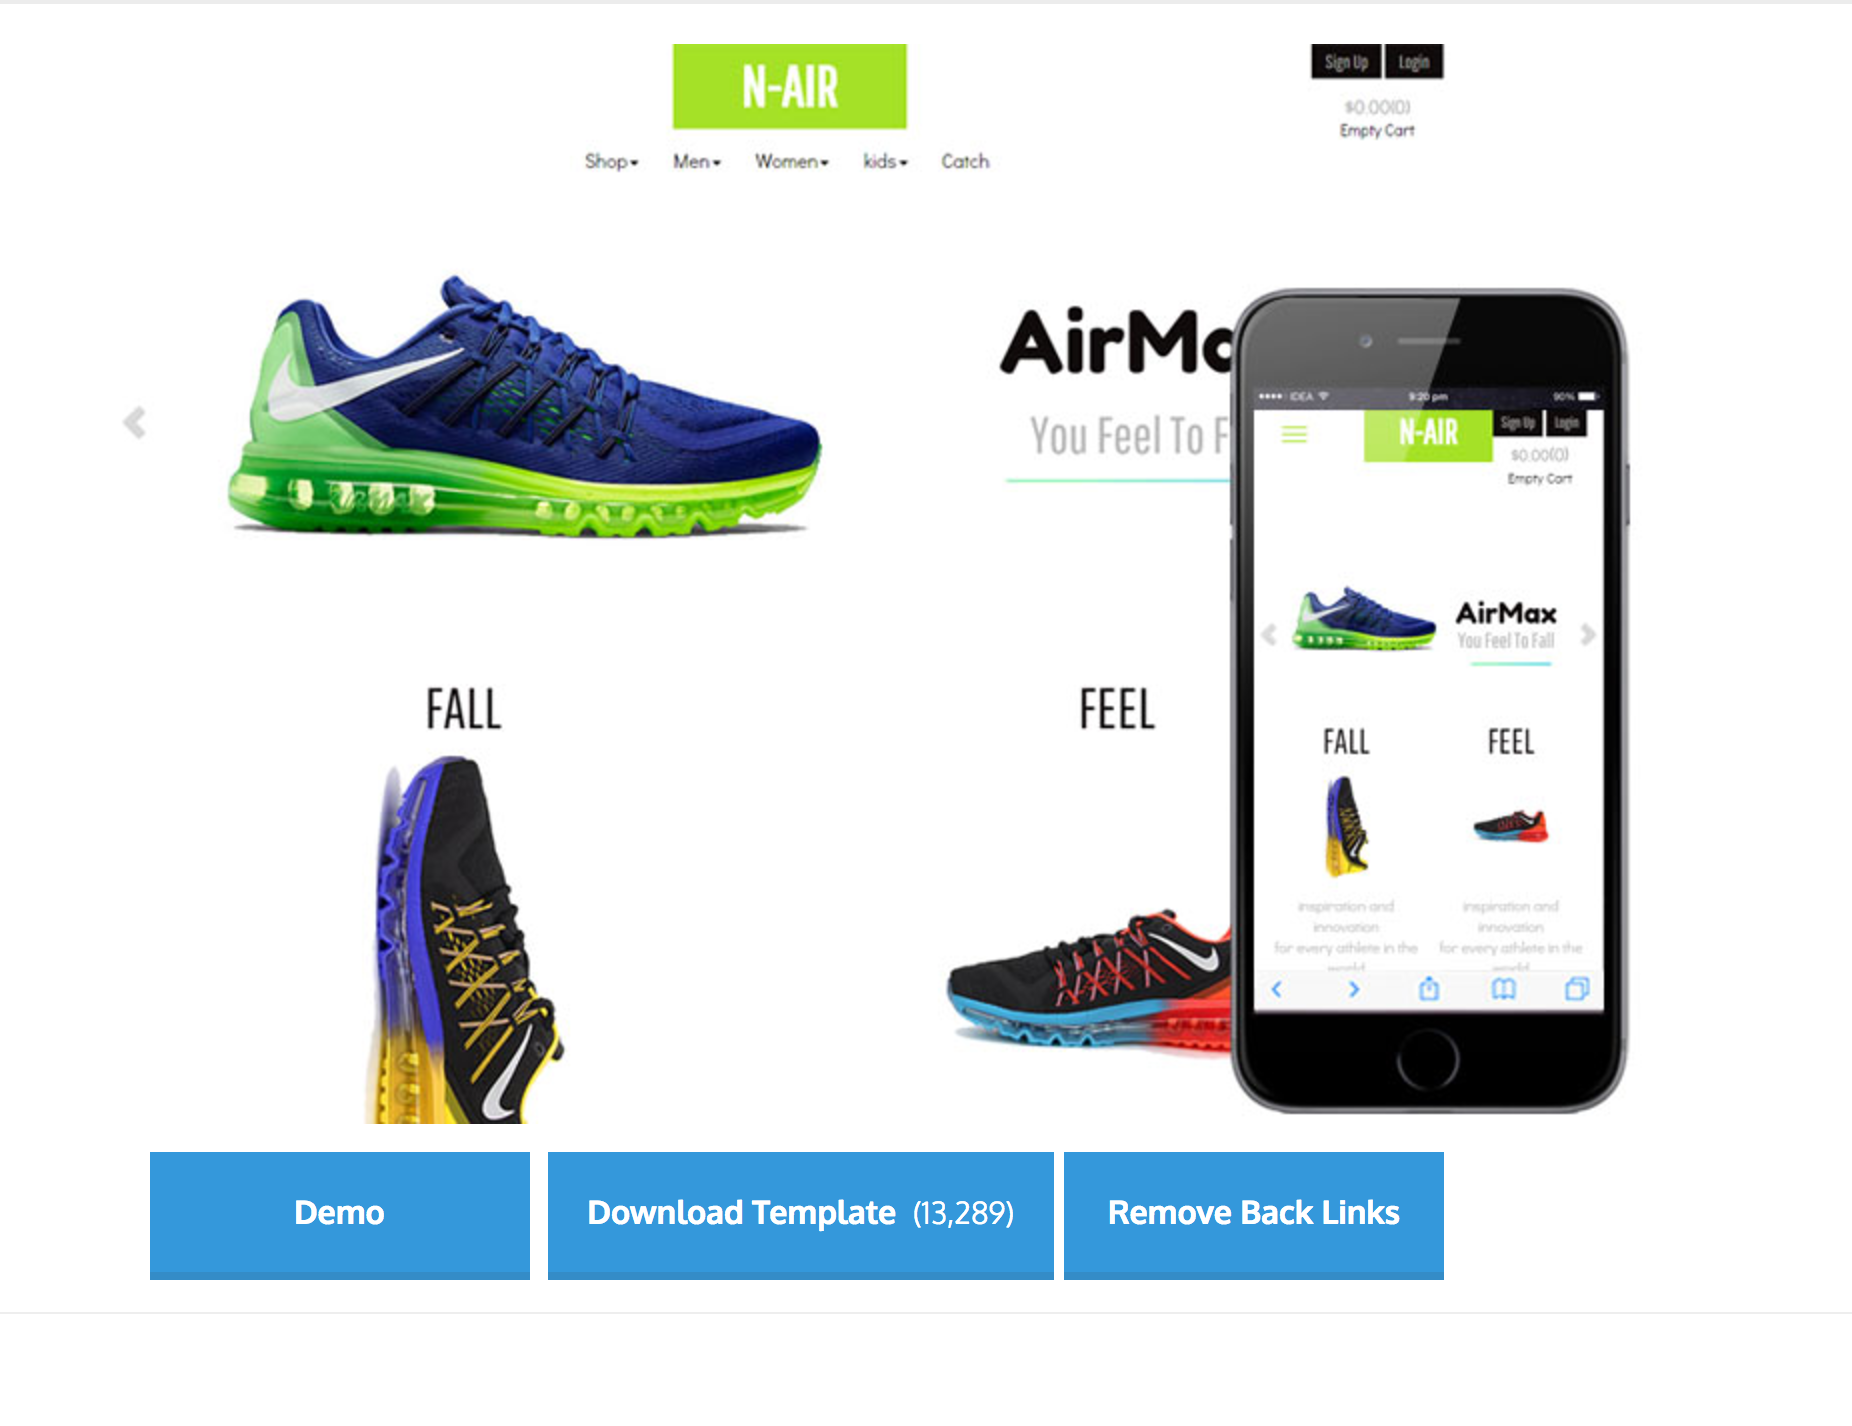 N-AIR
Sign Up Login
$0.00(0)
Empty Cart
Shop Men Women kids Catch
AirMa
You Feel To F
FALL
FEEL
IDEA 9:20 pm 90%
N-AIR
Sign Up Login
$0.00(0)
Empty Cart
AirMax
You Feel To Fall
FALL FEEL
inspiration and inspiration and
innovation innovation
for every athlete in the for every athlete in the
world world
Demo Download Template (13,289) Remove Back Links